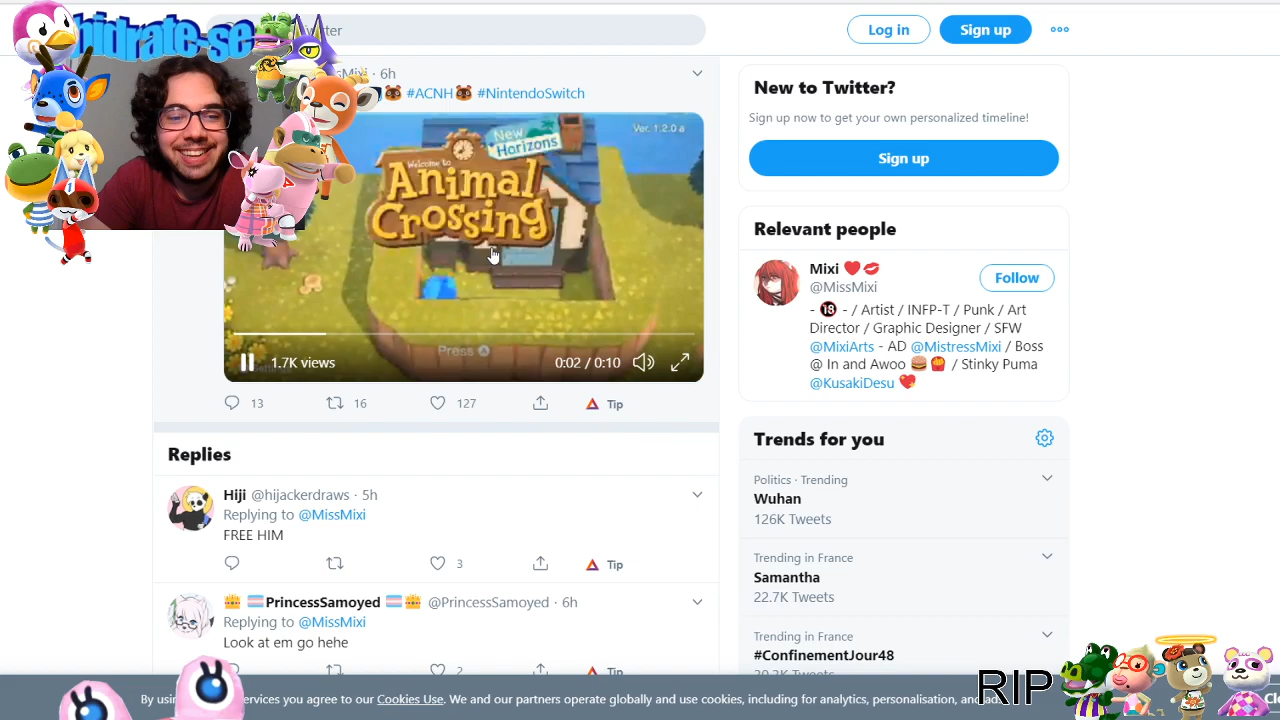 hidrate-se
Log in
Sign up
MissMixi · 6h
#ACNH #NintendoSwitch
Ver. 1.2.0 a
Welcome to
Animal
Crossing
New
Horizons
Press A
1.7K views
0:02 / 0:10
13
16
127
Tip
Replies
Hiji @hijackerdraws · 5h
Replying to @MissMixi
FREE HIM
3
Tip
PrincessSamoyed @PrincessSamoyed · 6h
Replying to @MissMixi
Look at em go hehe
2
Tip
New to Twitter?
Sign up now to get your own personalized timeline!
Sign up
Relevant people
Mixi
@MissMixi
Follow
- 🔞 - / Artist / INFP-T / Punk / Art
Director / Graphic Designer / SFW
@MixiArts - AD @MistressMixi / Boss
@ In and Awoo / Stinky Puma
@KusakiDesu
Trends for you
Politics · Trending
Wuhan
126K Tweets
Trending in France
Samantha
22.7K Tweets
Trending in France
#ConfinementJour48
By services you agree to our Cookies Use. We and our partners operate globally and use cookies, including for analytics, personalisation, and
RIP